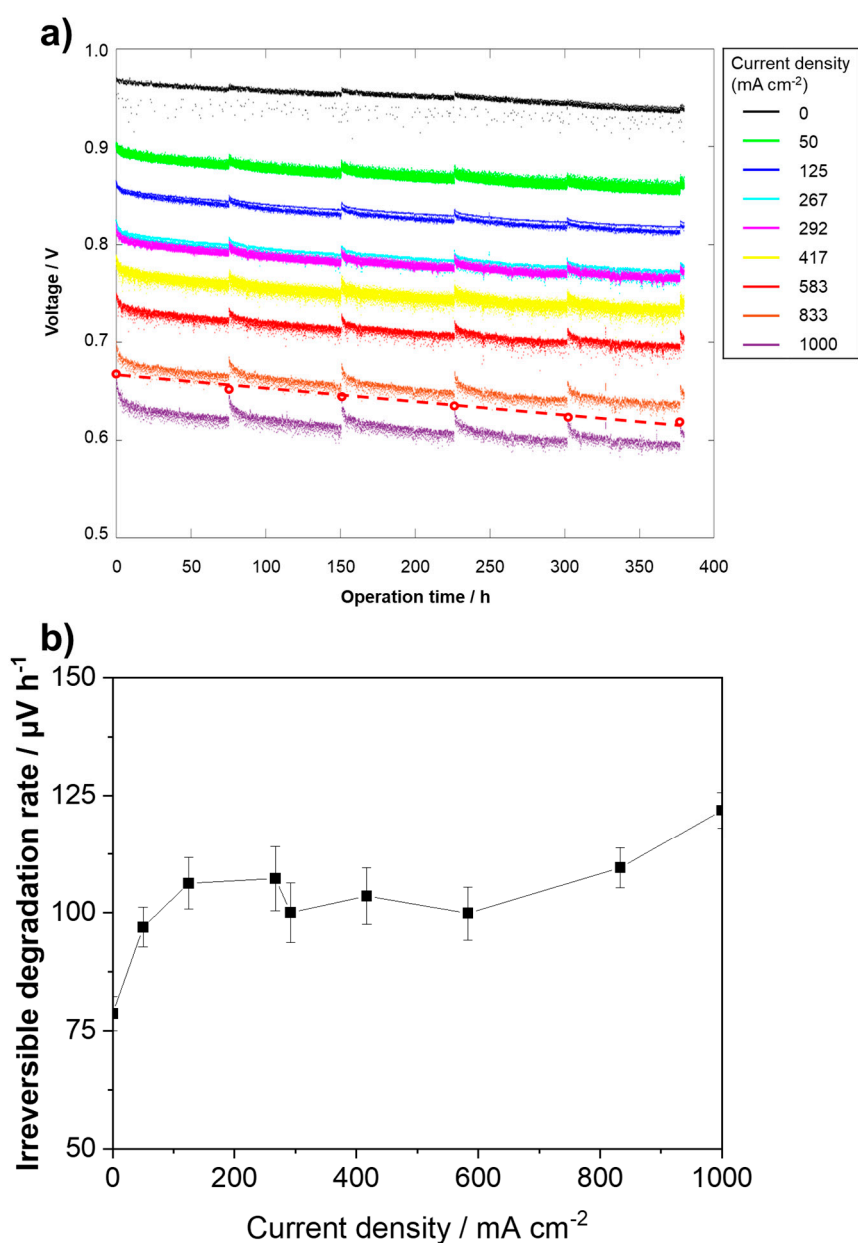 a)
1.0
0.9
0.8
0.7
0.6
0.5
Voltage / V
0 50 100 150 200 250 300 350 400
Operation time / h
Current density
(mA cm⁻²)
0
50
125
267
292
417
583
833
1000
b)
150
125
100
75
50
Irreversible degradation rate / µV h⁻¹
0 200 400 600 800 1000
Current density / mA cm⁻²